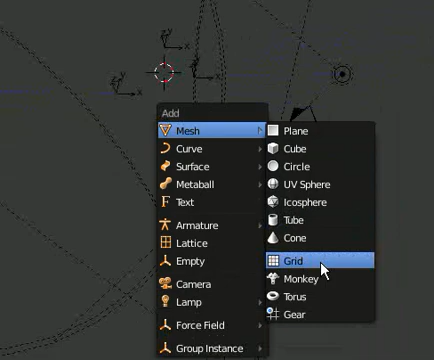 Add
Mesh
Curve
Surface
Metaball
Text
Armature
Lattice
Empty
Camera
Lamp
Force Field
Group Instance
Plane
Cube
Circle
UV Sphere
Icosphere
Tube
Cone
Grid
Monkey
Torus
Gear